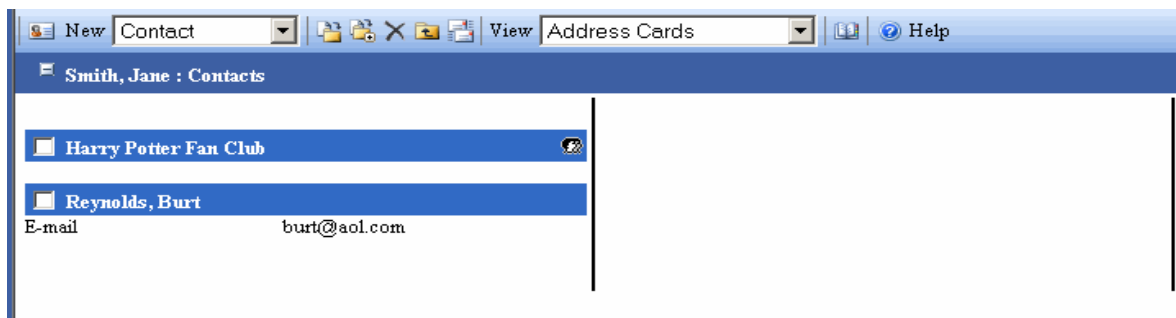 New Contact View Address Cards Help
Smith, Jane : Contacts
Harry Potter Fan Club
Reynolds, Burt
E-mail burt@aol.com